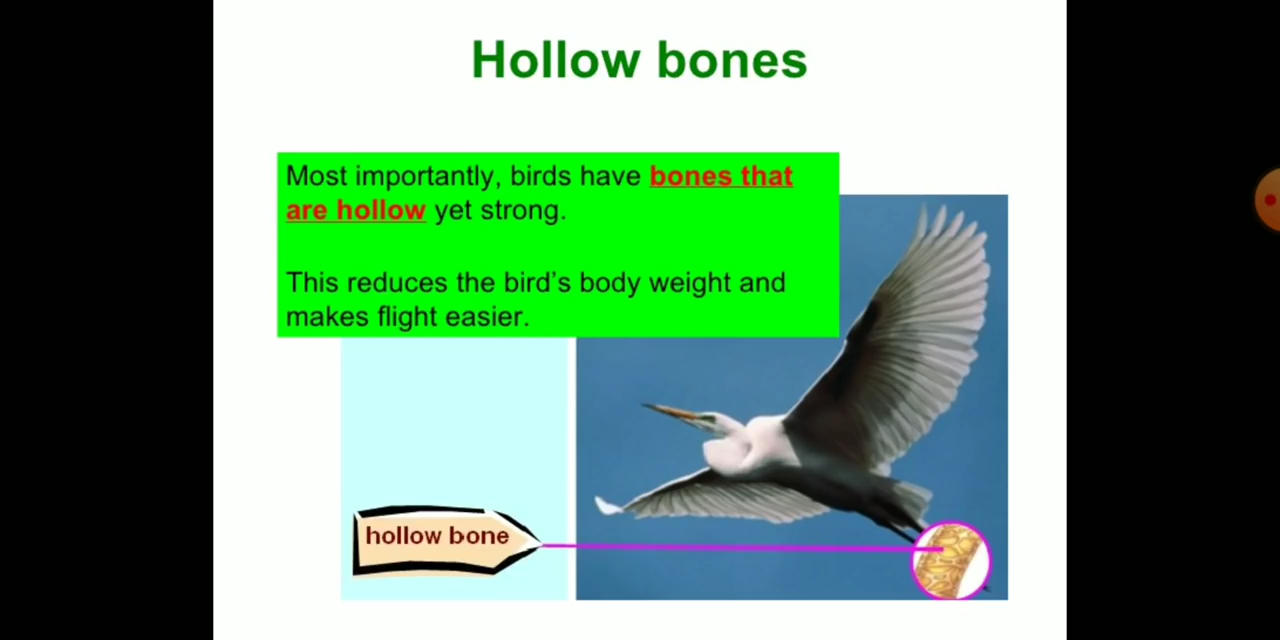 Hollow bones
Most importantly, birds have bones that
are hollow yet strong.
This reduces the bird’s body weight and
makes flight easier.
hollow bone